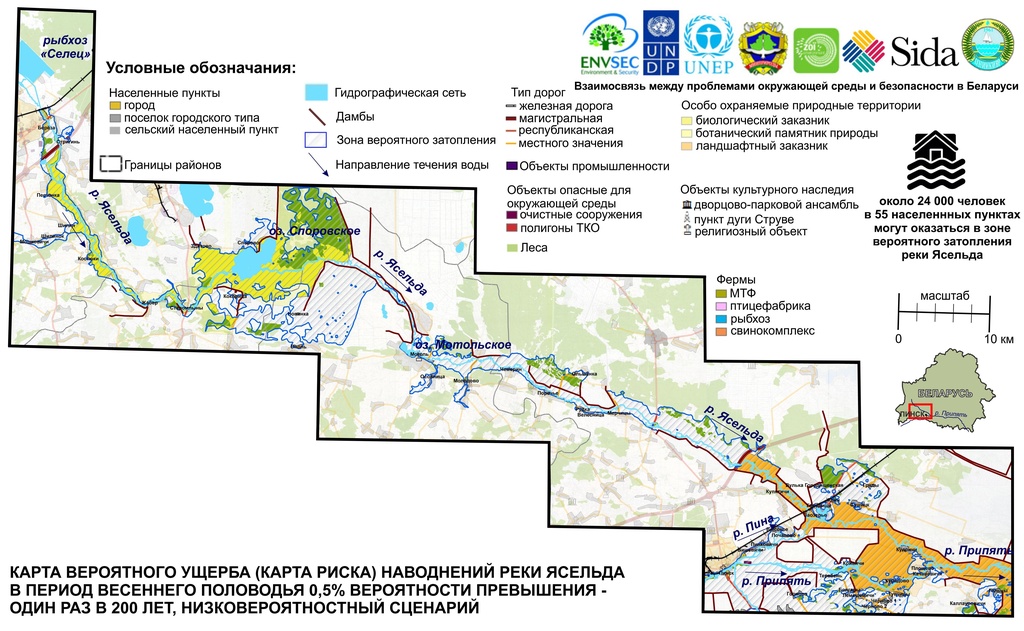 рыбхоз
«Селец»
ENVSEC
Environment & Security
U N
D P
UNEP
ZOI
Sida
Взаимосвязь между проблемами окружающей среды и безопасности в Беларуси
Условные обозначания:
Населенные пункты
город
поселок городского типа
сельский населенный пункт
Границы районов
Гидрографическая сеть
Дамбы
Зона вероятного затопления
Направление течения воды
Тип дорог
железная дорога
магистральная
республиканская
местного значения
Объекты промышленности
Объекты опасные для
окружающей среды
очистные сооружения
полигоны ТКО
Леса
Особо охраняемые природные территории
биологический заказник
ботанический памятник природы
ландшафтный заказник
Объекты культурного наследия
дворцово-парковой ансамбль
пункт дуги Струве
религиозный объект
Фермы
МТФ
птицефабрика
рыбхоз
свинокомплекс
около 24 000 человек
в 55 населеннных пунктах
могут оказаться в зоне
вероятного затопления
реки Ясельда
масштаб
0
10 км
БЕЛАРУСЬ
ПИНСК
р. Припять
р. Ясельда
оз. Споровское
р. Ясельда
оз. Мотольское
Мотоль
Молодово
р. Ясельда
р. Пина
р. Припять
р. Припять
КАРТА ВЕРОЯТНОГО УЩЕРБА (КАРТА РИСКА) НАВОДНЕНИЙ РЕКИ ЯСЕЛЬДА
В ПЕРИОД ВЕСЕННЕГО ПОЛОВОДЬЯ 0,5% ВЕРОЯТНОСТИ ПРЕВЫШЕНИЯ -
ОДИН РАЗ В 200 ЛЕТ, НИЗКОВЕРОЯТНОСТНЫЙ СЦЕНАРИЙ